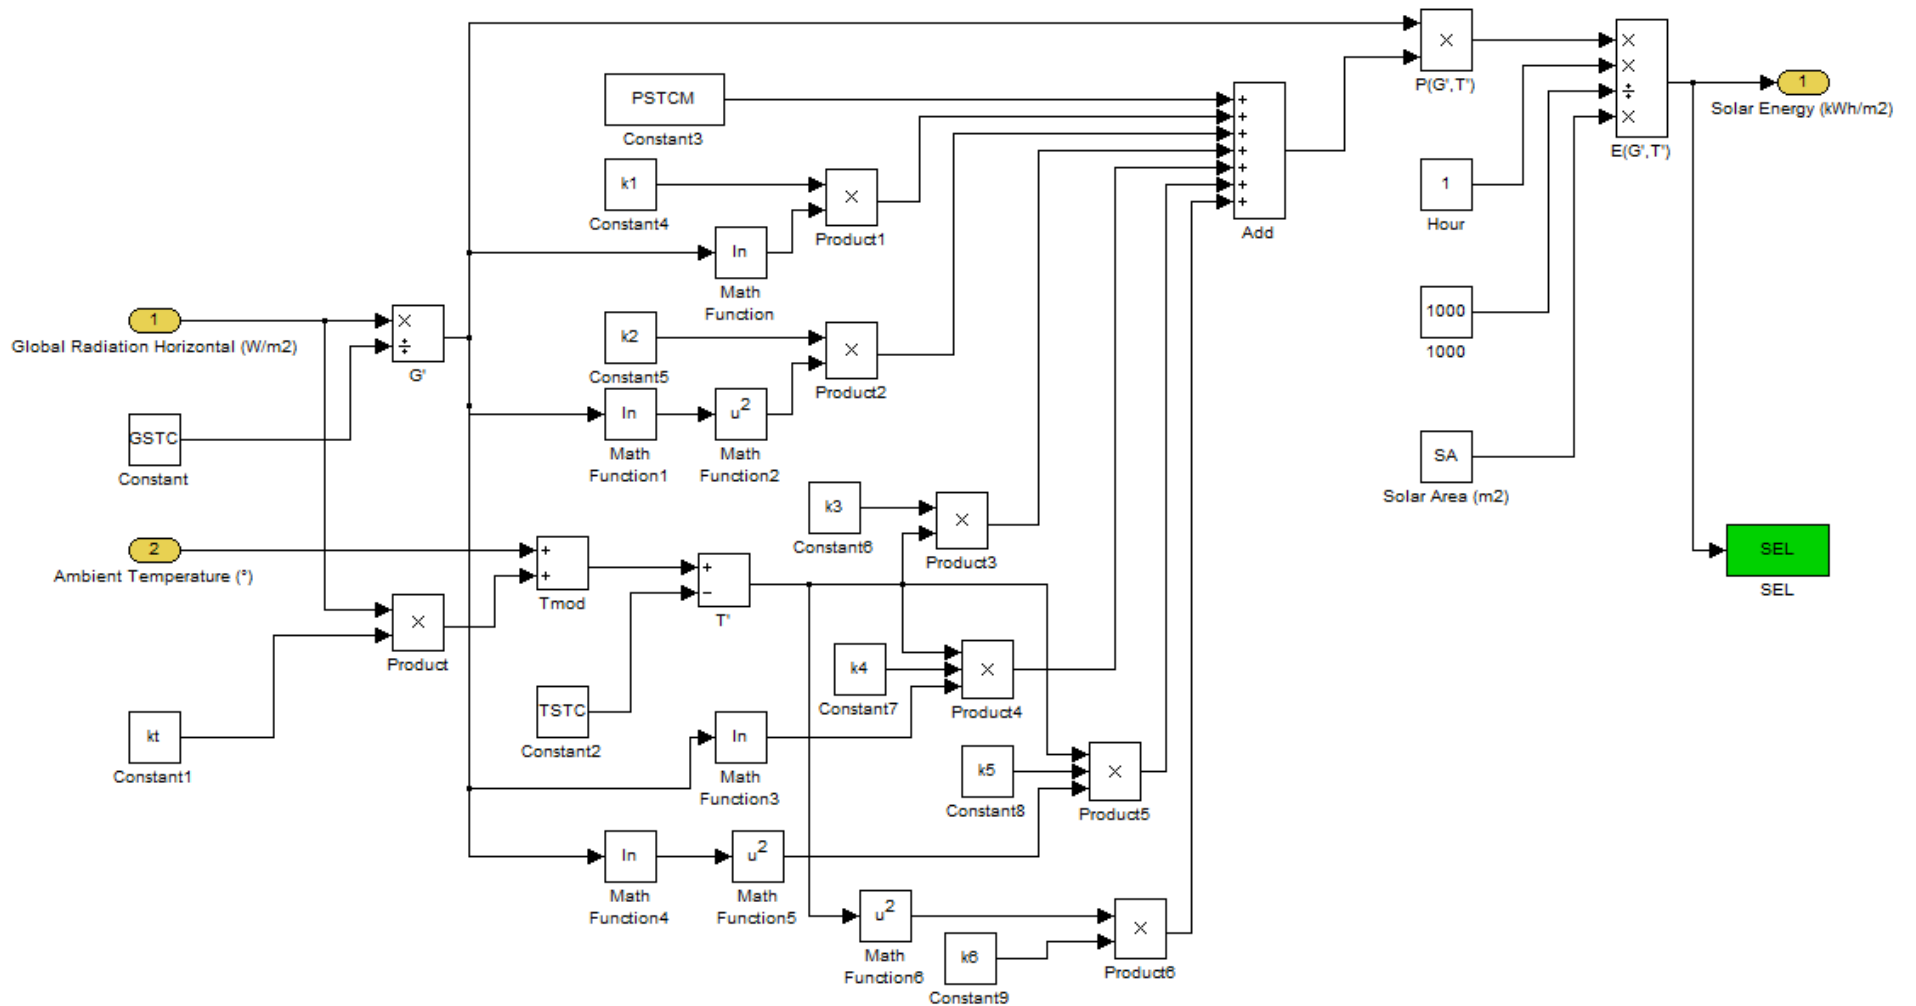 PSTCM
Constant3
k1
Constant4
×
Product1
ln
Math
Function
1
Global Radiation Horizontal (W/m2)
×
÷
G'
GSTC
Constant
k2
Constant5
×
Product2
ln
Math
Function1
u2
Math
Function2
2
Ambient Temperature (°)
×
Product
kt
Constant1
+
+
Tmod
+
−
T'
TSTC
Constant2
k3
Constant6
×
Product3
k4
Constant7
×
Product4
ln
Math
Function3
k5
Constant8
×
Product5
ln
Math
Function4
u2
Math
Function5
u2
Math
Function6
k6
Constant9
×
Product6
+
+
+
+
+
+
+
Add
×
P(G',T')
×
×
÷
×
E(G',T')
1
Solar Energy (kWh/m2)
1
Hour
1000
1000
SA
Solar Area (m2)
SEL
SEL